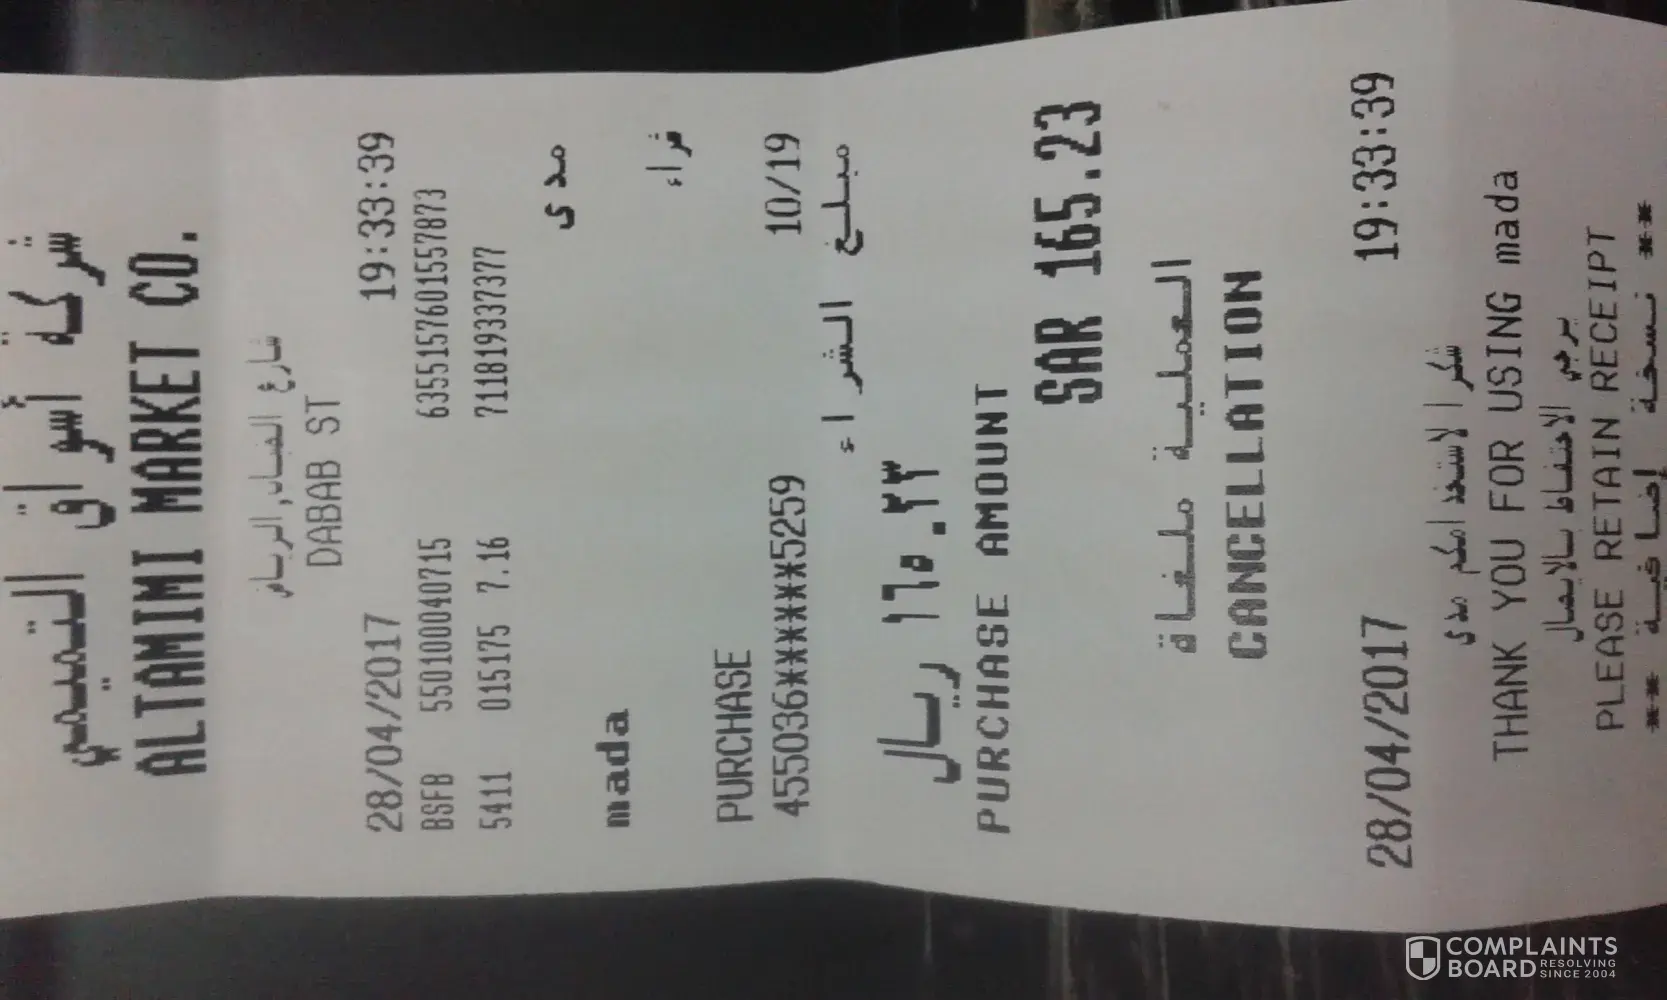 شركة أسواق التميمي
ALTAMIMI MARKET CO.
شارع الضباب, الرياض
DABAB ST
28/04/2017 19:33:39
BSFB 5501000040715 6355157601557873
5411 015175 7.16 711819337377
مدى
mada
شراء
PURCHASE
455036******5259 10/19
مبلغ الشراء
١٦٥.٢٣ ريال
PURCHASE AMOUNT
SAR 165.23
العملية ملغاة
CANCELLATION
28/04/2017 19:33:39
شكرا لاستخدامكم مدى
THANK YOU FOR USING mada
يرجي الاحتفاظ بالايصال
PLEASE RETAIN RECEIPT
** نسخة إضافية **
COMPLAINTS
BOARD RESOLVING SINCE 2004